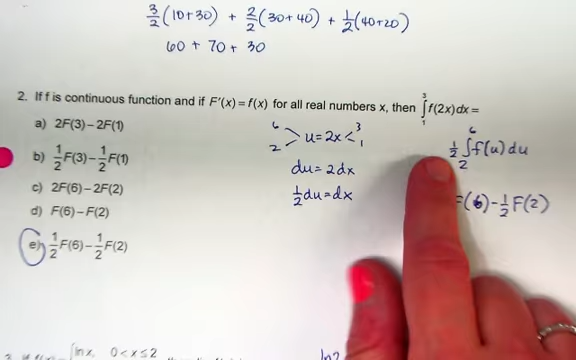 3/2 (10+30) + 2/2 (30+40) + 1/2 (40+20)
60 + 70 + 30
2. If f is continuous function and if F'(x) = f(x) for all real numbers x, then ∫₁³ f(2x) dx =
a) 2F(3) – 2F(1)
b) 1/2 F(3) – 1/2 F(1)
c) 2F(6) – 2F(2)
d) F(6) – F(2)
e) 1/2 F(6) – 1/2 F(2)
6 2 > u = 2x < 3 1
du = 2dx
1/2 du = dx
1/2 ∫₂⁶ f(u) du
(6) - 1/2 F(2)
ln x, 0 < x ≤ 2